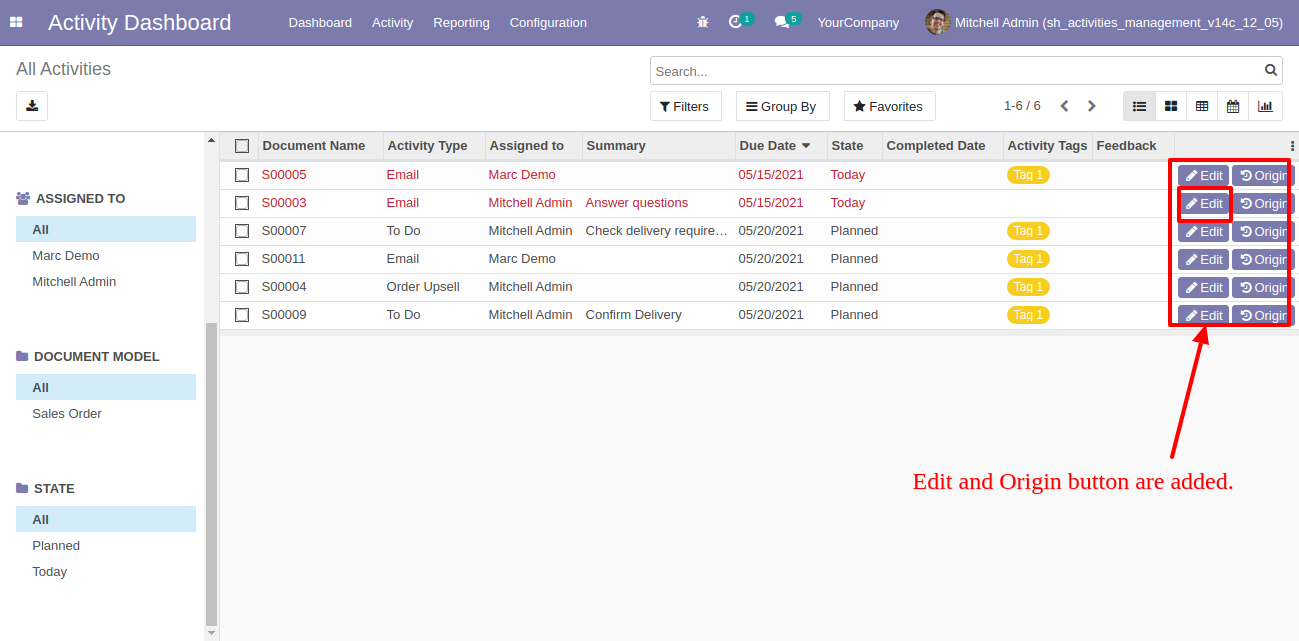 Activity Dashboard Dashboard Activity Reporting Configuration 1 5 YourCompany Mitchell Admin (sh_activities_management_v14c_12_05)
All Activities
Search...
Filters Group By Favorites 1-6 / 6
Document Name Activity Type Assigned to Summary Due Date State Completed Date Activity Tags Feedback
S00005 Email Marc Demo 05/15/2021 Today Tag 1 Edit Origin
S00003 Email Mitchell Admin Answer questions 05/15/2021 Today Edit Origin
S00007 To Do Mitchell Admin Check delivery require... 05/20/2021 Planned Tag 1 Edit Origin
S00011 Email Marc Demo 05/20/2021 Planned Tag 1 Edit Origin
S00004 Order Upsell Mitchell Admin 05/20/2021 Planned Tag 1 Edit Origin
S00009 To Do Mitchell Admin Confirm Delivery 05/20/2021 Planned Tag 1 Edit Origin
ASSIGNED TO
All
Marc Demo
Mitchell Admin
DOCUMENT MODEL
All
Sales Order
STATE
All
Planned
Today
Edit and Origin button are added.